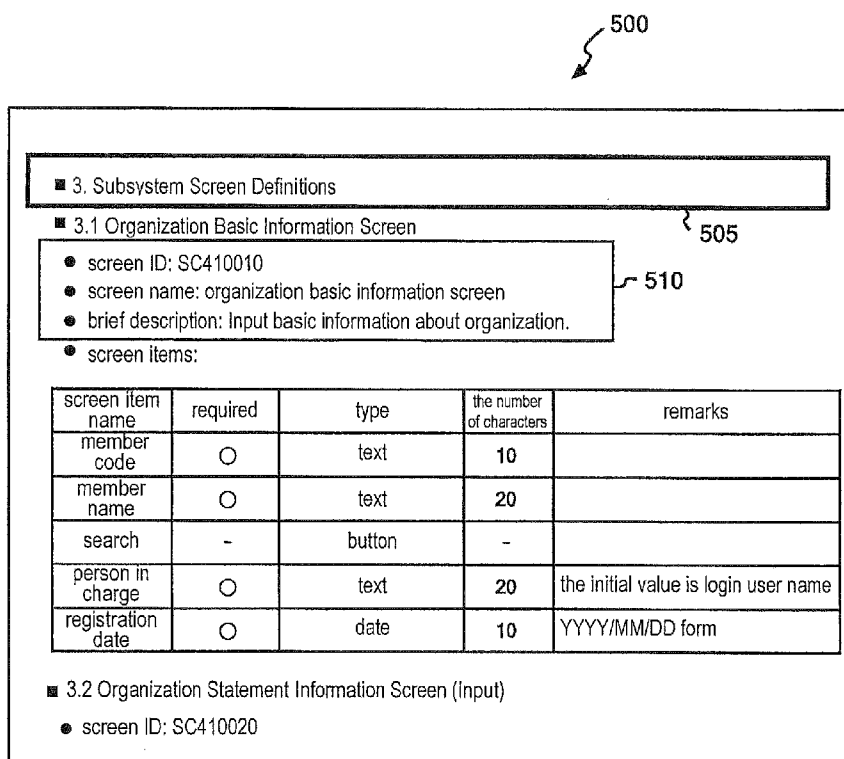 500
■ 3. Subsystem Screen Definitions
505
■ 3.1 Organization Basic Information Screen
● screen ID: SC410010
● screen name: organization basic information screen
● brief description: Input basic information about organization.
510
● screen items:
screen item name | required | type | the number of characters | remarks
member code | ○ | text | 10 |
member name | ○ | text | 20 |
search | - | button | - |
person in charge | ○ | text | 20 | the initial value is login user name
registration date | ○ | date | 10 | YYYY/MM/DD form
■ 3.2 Organization Statement Information Screen (Input)
● screen ID: SC410020